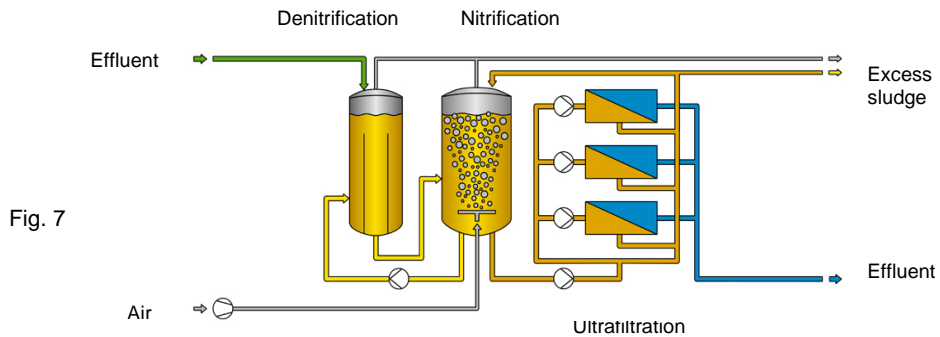 Denitrification
Nitrification
Effluent
Excess
sludge
Fig. 7
Effluent
Air
Ultrafiltration